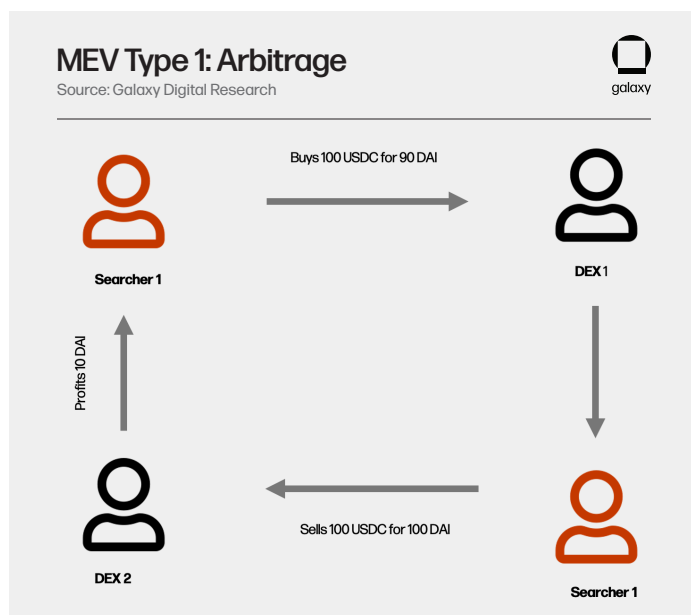 MEV Type 1: Arbitrage
Source: Galaxy Digital Research
galaxy
Buys 100 USDC for 90 DAI
Searcher 1
DEX 1
Profits 10 DAI
Sells 100 USDC for 100 DAI
DEX 2
Searcher 1